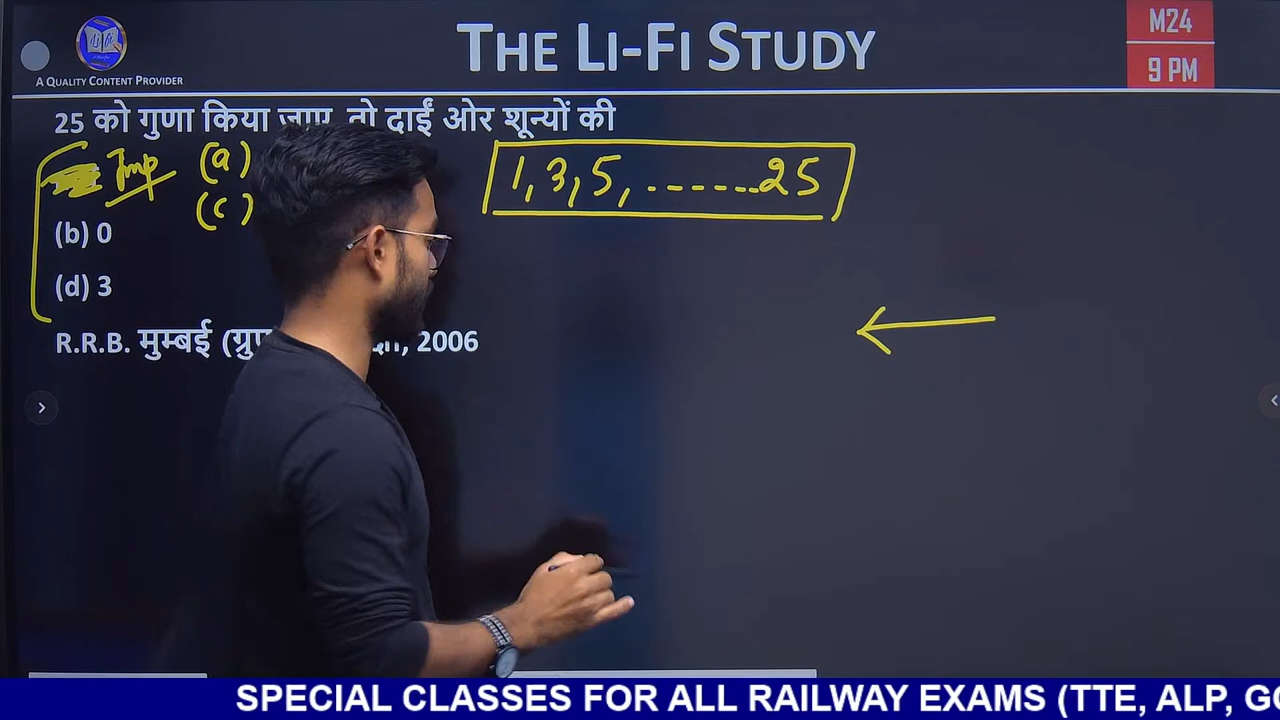 THE LI-FI STUDY
M24
9 PM
A QUALITY CONTENT PROVIDER
25 को गुणा किया जाए, तो दाईं ओर शून्यों की
Imp (a)
1, 3, 5, ....... 25
(c)
(b) 0
(d) 3
R.R.B. मुम्बई 2006
SPECIAL CLASSES FOR ALL RAILWAY EXAMS (TTE, ALP,